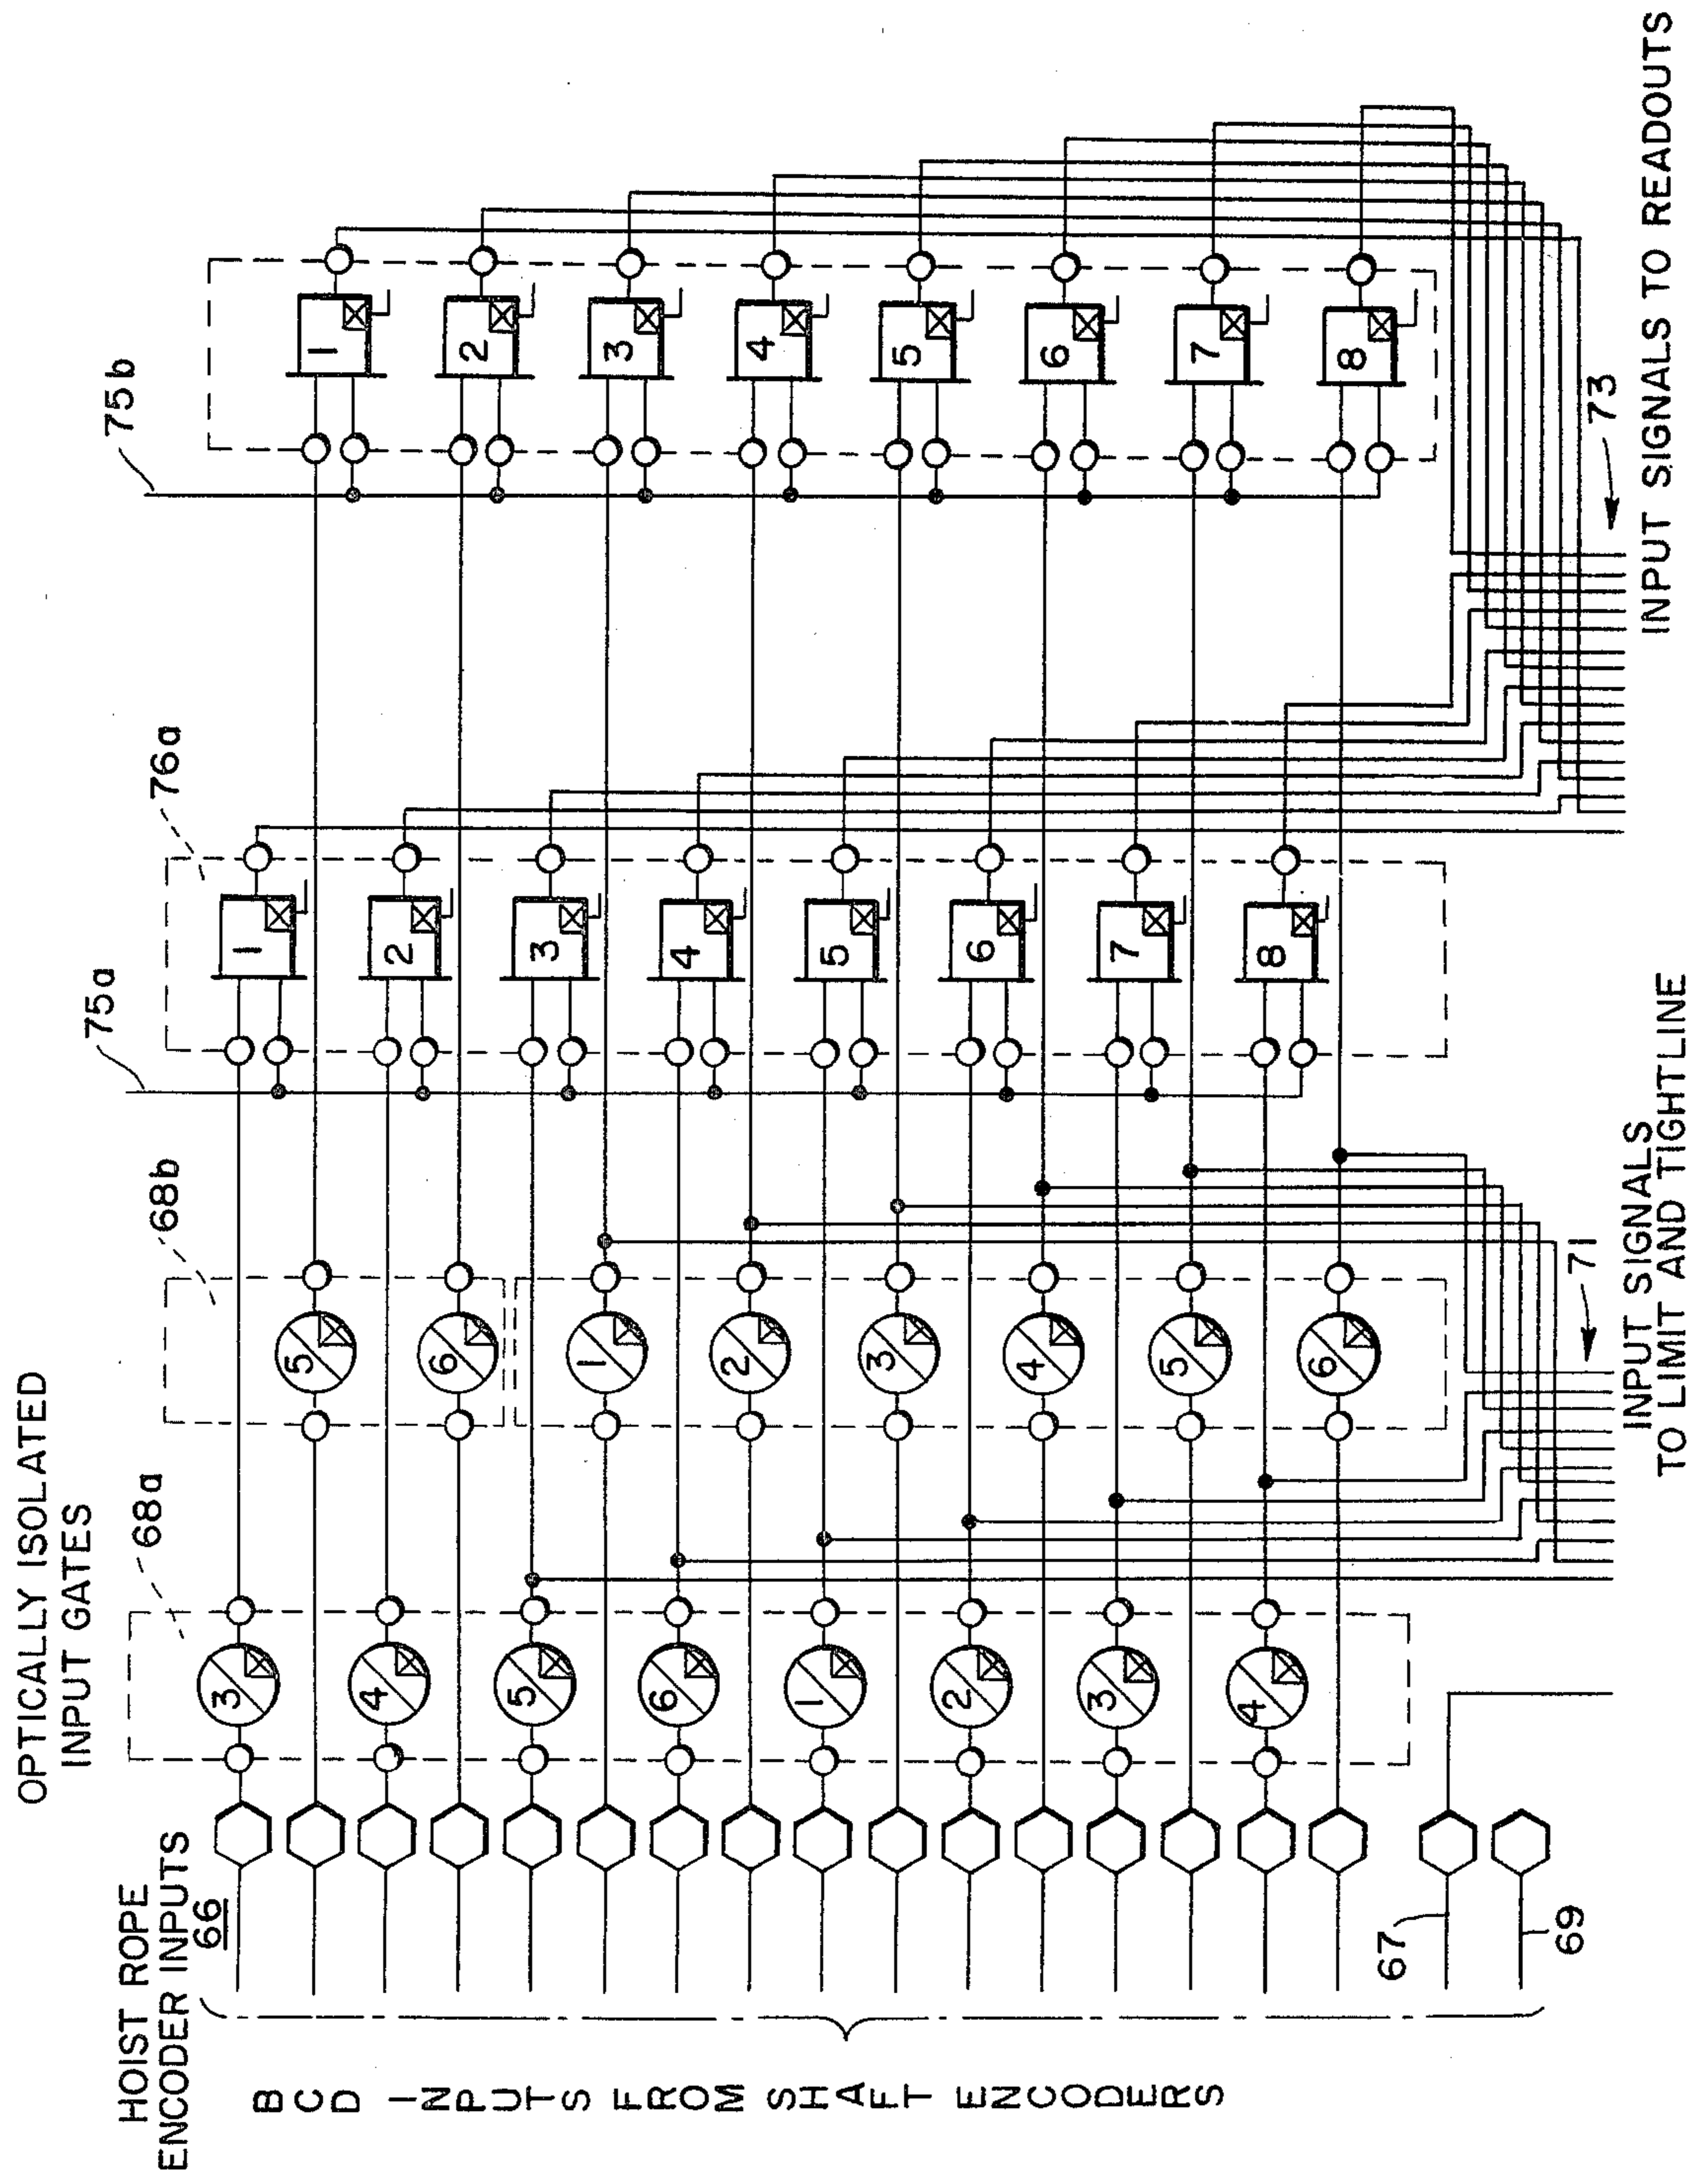 OPTICALLY ISOLATED
INPUT GATES
HOIST ROPE
ENCODER INPUTS
66
68a
68b
75a
76a
75b
BCD INPUTS FROM SHAFT ENCODERS
3
4
5
6
1
2
3
4
5
6
1
2
3
4
5
6
1
2
3
4
5
6
7
8
1
2
3
4
5
6
7
8
67
69
71
INPUT SIGNALS
TO LIMIT AND TIGHTLINE
73
INPUT SIGNALS TO READOUTS